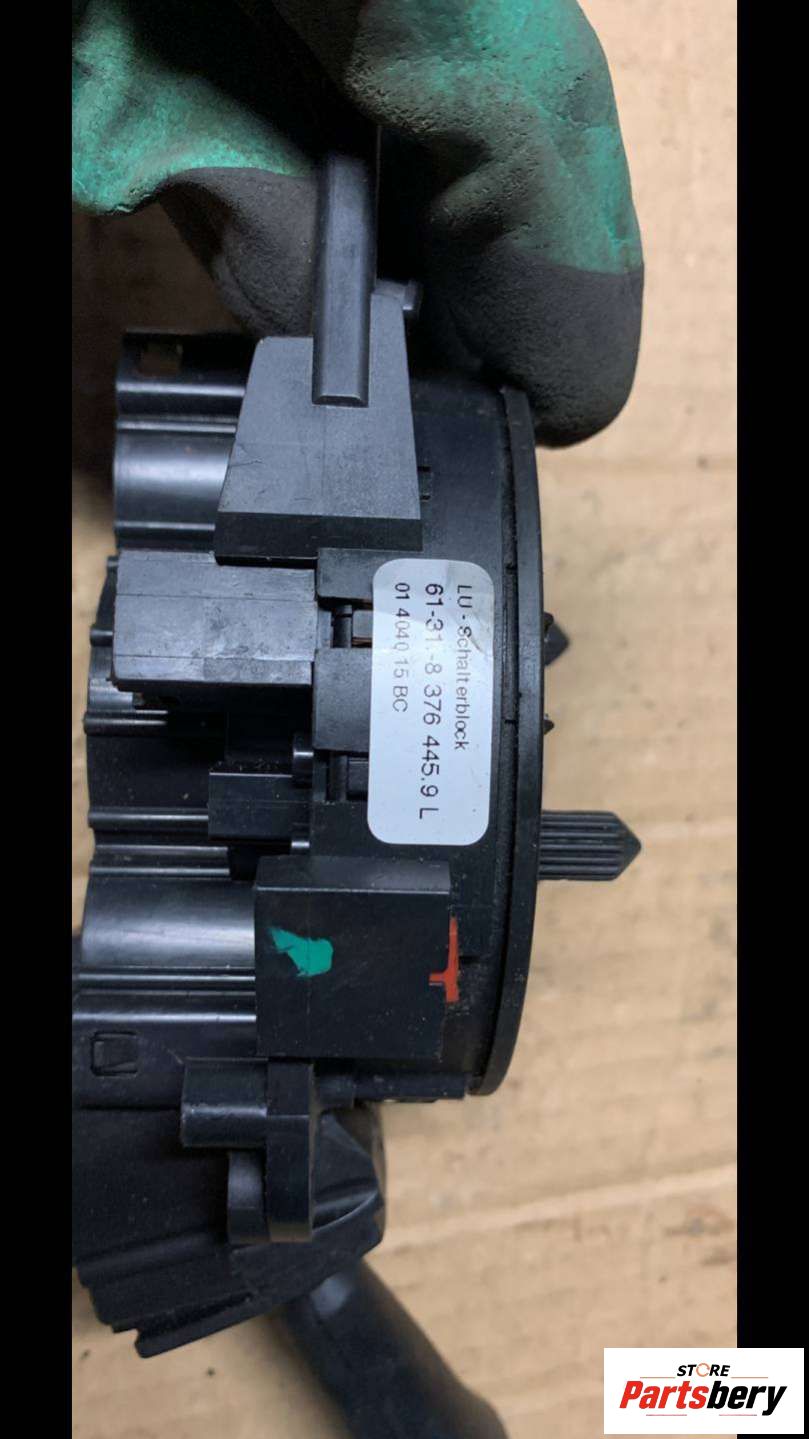 LU - Schalterblock
61-31.-8 376 445.9 L
01 4040 15 BC
STORE
Partsbery